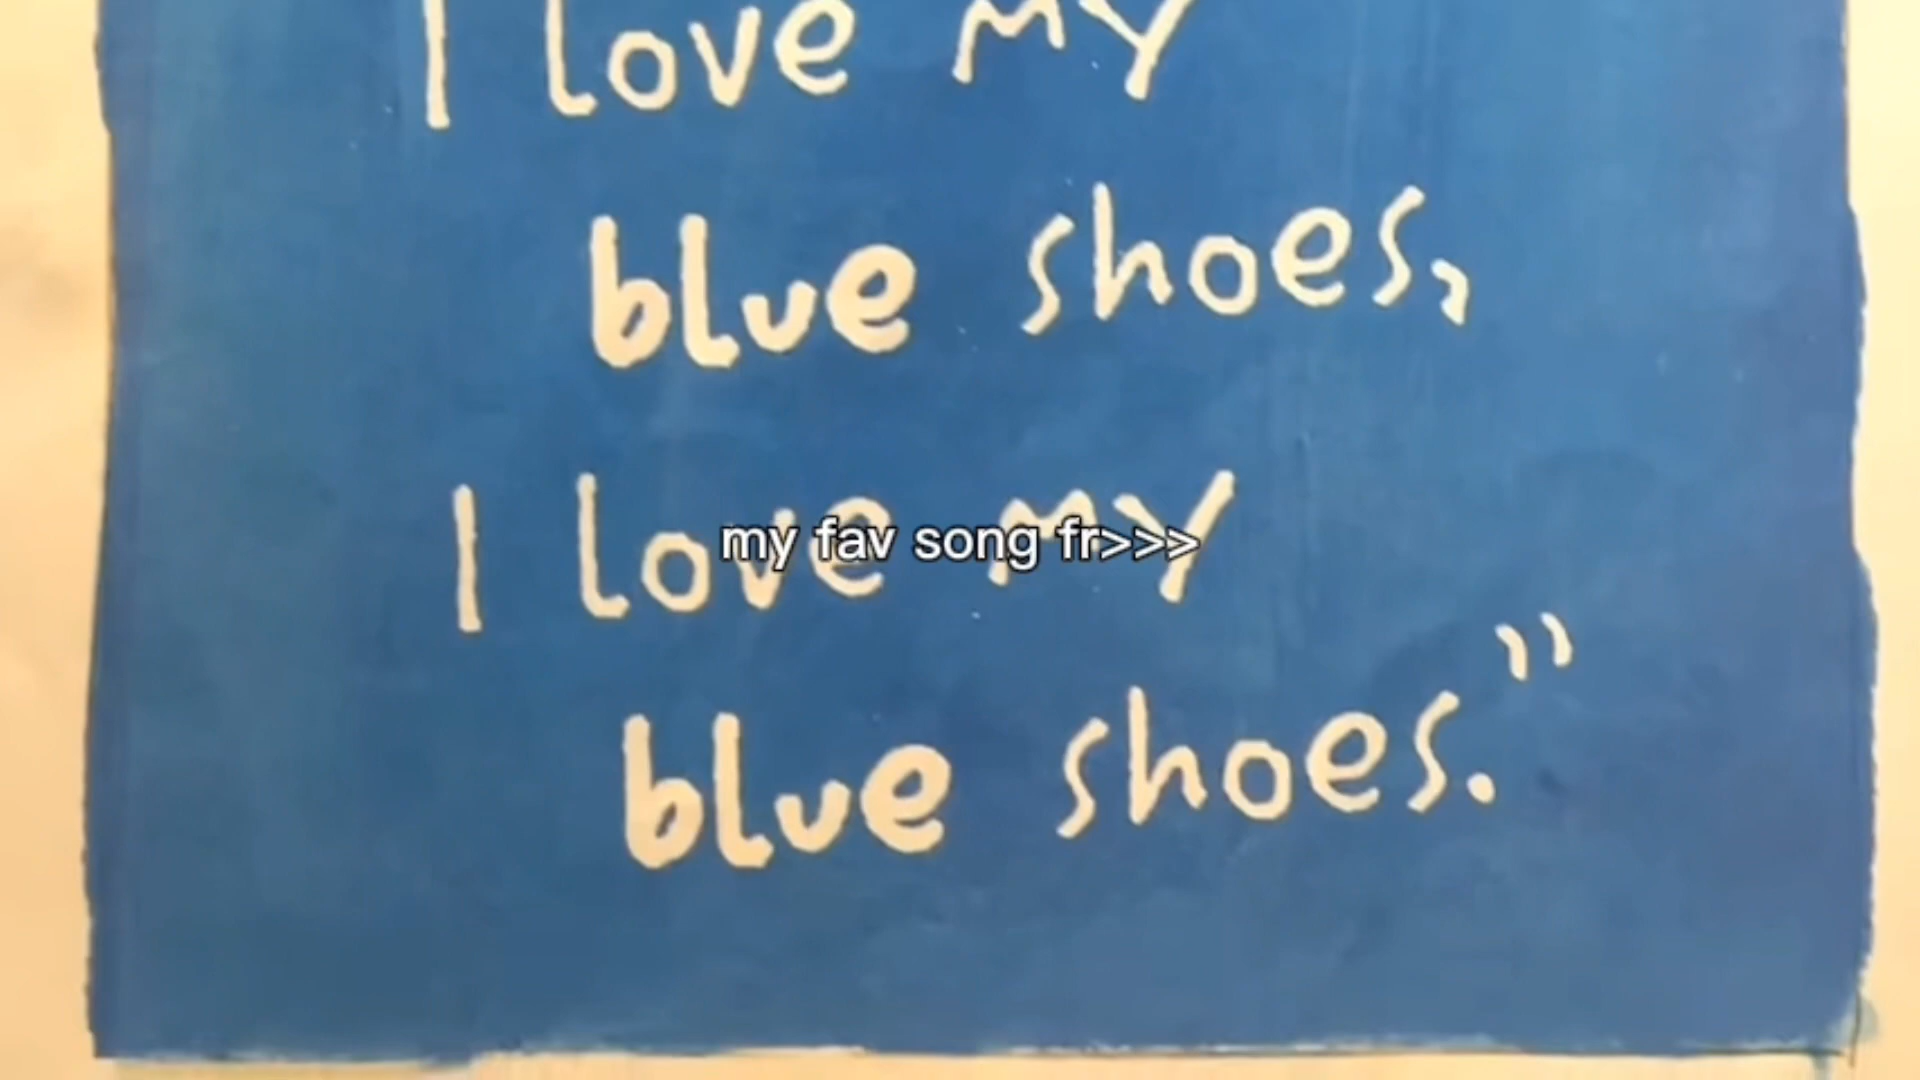 I love my
blue shoes,
I love my
blue shoes.”
my fav song fr>>>